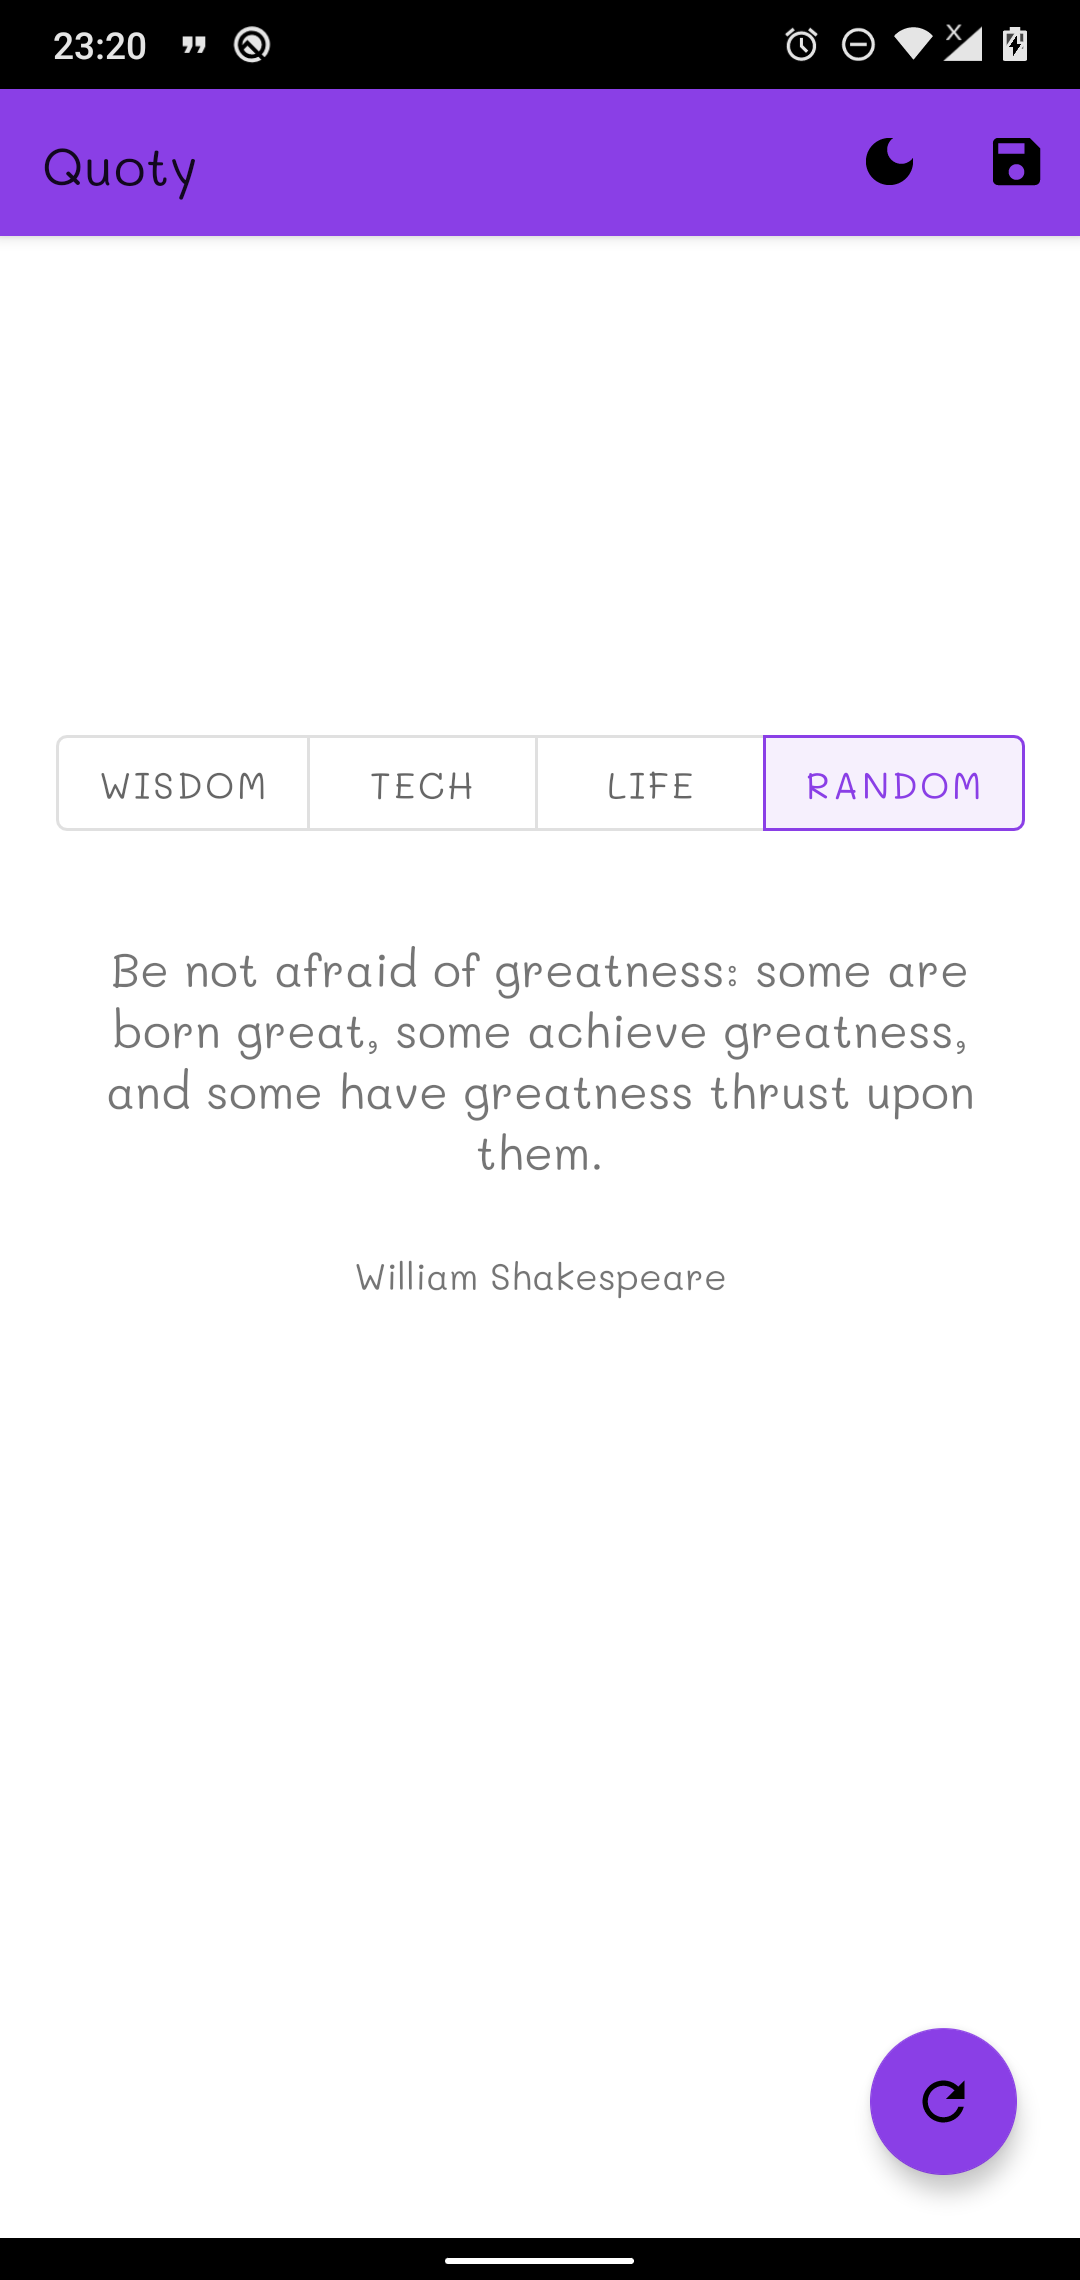 23:20
Quoty
WISDOM TECH LIFE RANDOM
Be not afraid of greatness: some are
born great, some achieve greatness,
and some have greatness thrust upon
them.
William Shakespeare